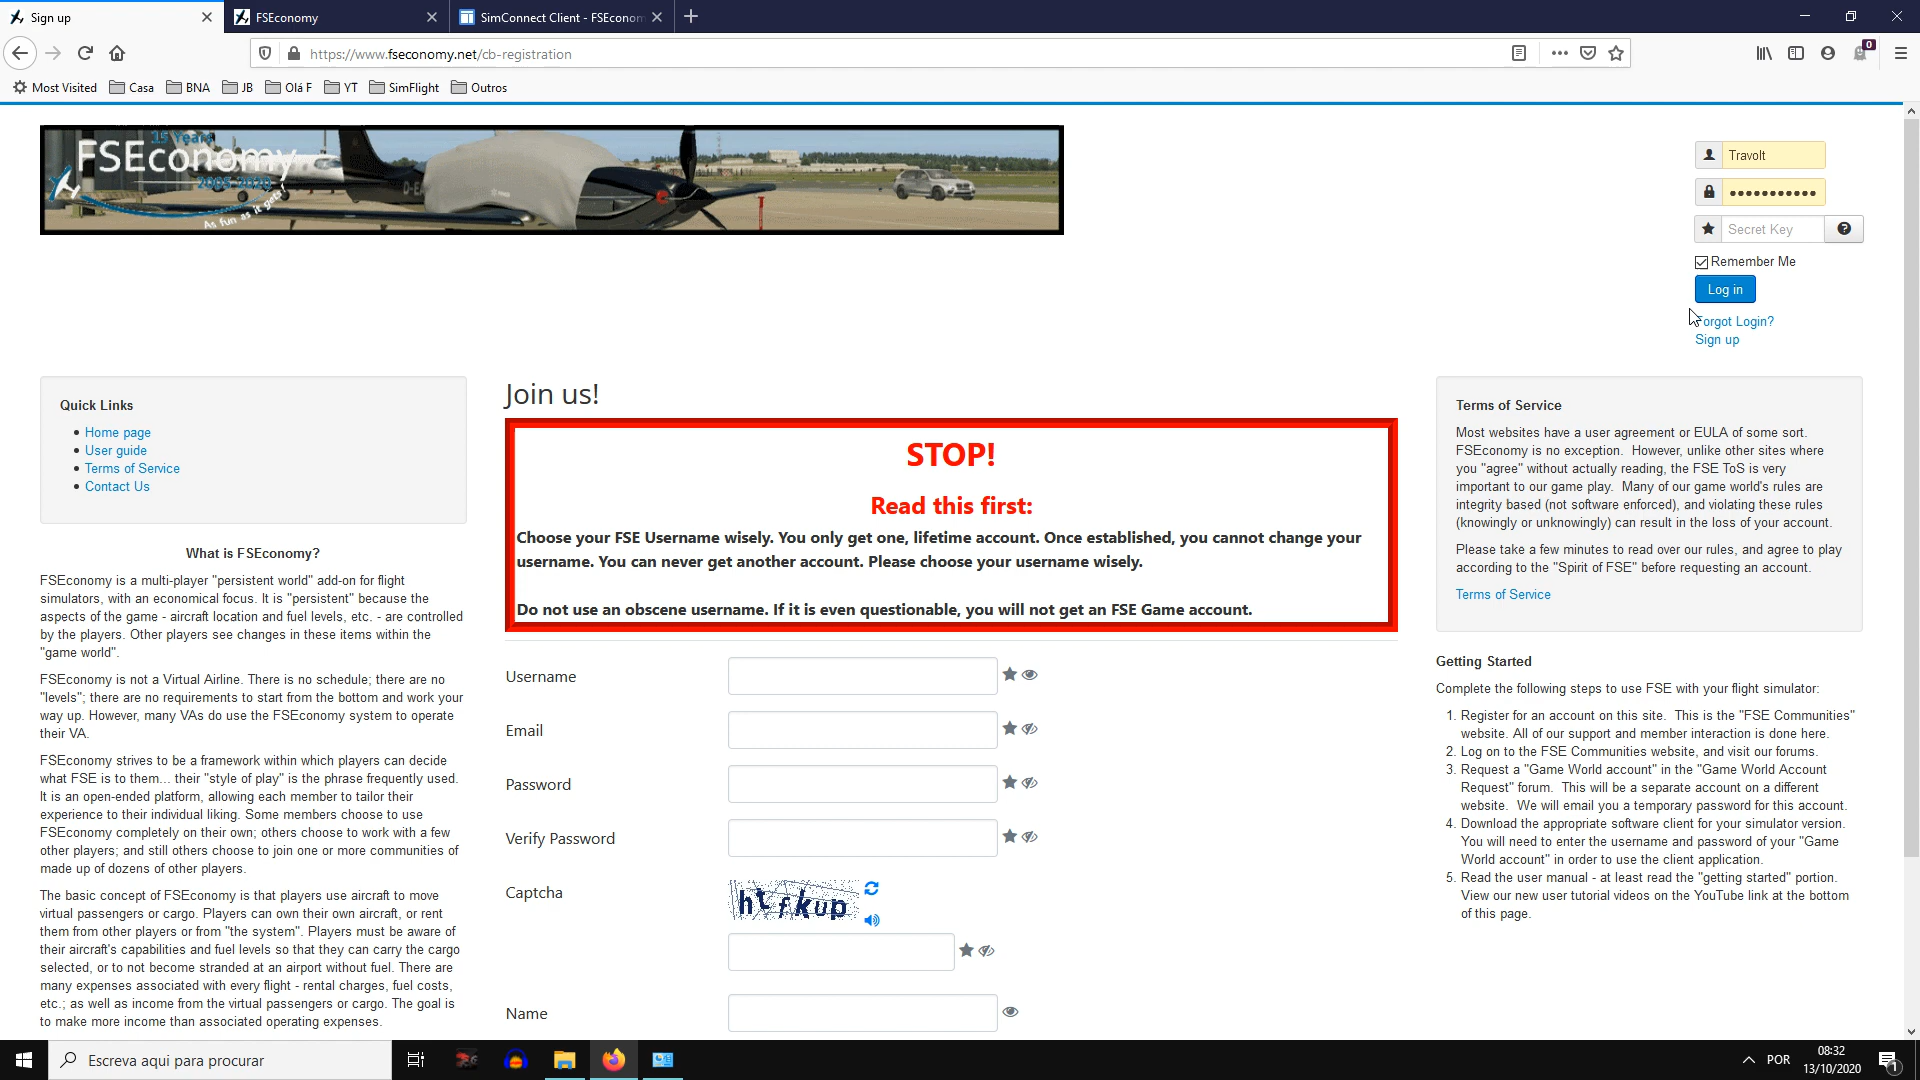 Sign up
FSEconomy
SimConnect Client - FSEconom
https://www.fseconomy.net/cb-registration
0
Most Visited
Casa
BNA
JB
Olá F
YT
SimFlight
Outros
15 Years
FSEconomy
2005-2020
As fun as it gets!
Travolt
Secret Key
Remember Me
Log in
Forgot Login?
Sign up
Quick Links
Home page
User guide
Terms of Service
Contact Us
What is FSEconomy?
FSEconomy is a multi-player "persistent world" add-on for flight
simulators, with an economical focus. It is "persistent" because the
aspects of the game - aircraft location and fuel levels, etc. - are controlled
by the players. Other players see changes in these items within the
"game world".
FSEconomy is not a Virtual Airline. There is no schedule; there are no
"levels"; there are no requirements to start from the bottom and work your
way up. However, many VAs do use the FSEconomy system to operate
their VA.
FSEconomy strives to be a framework within which players can decide
what FSE is to them... their "style of play" is the phrase frequently used.
It is an open-ended platform, allowing each member to tailor their
experience to their individual liking. Some members choose to use
FSEconomy completely on their own; others choose to work with a few
other players; and still others choose to join one or more communities of
made up of dozens of other players.
The basic concept of FSEconomy is that players use aircraft to move
virtual passengers or cargo. Players can own their own aircraft, or rent
them from other players or from "the system". Players must be aware of
their aircraft's capabilities and fuel levels so that they can carry the cargo
selected, or to not become stranded at an airport without fuel. There are
many expenses associated with every flight - rental charges, fuel costs,
etc.; as well as income from the virtual passengers or cargo. The goal is
to make more income than associated operating expenses.
Join us!
STOP!
Read this first:
Choose your FSE Username wisely. You only get one, lifetime account. Once established, you cannot change your
username. You can never get another account. Please choose your username wisely.
Do not use an obscene username. If it is even questionable, you will not get an FSE Game account.
Username
Email
Password
Verify Password
Captcha
htfkup
Name
Terms of Service
Most websites have a user agreement or EULA of some sort.
FSEconomy is no exception. However, unlike other sites where
you "agree" without actually reading, the FSE ToS is very
important to our game play. Many of our game world's rules are
integrity based (not software enforced), and violating these rules
(knowingly or unknowingly) can result in the loss of your account.
Please take a few minutes to read over our rules, and agree to play
according to the "Spirit of FSE" before requesting an account.
Terms of Service
Getting Started
Complete the following steps to use FSE with your flight simulator:
1. Register for an account on this site. This is the "FSE Communities"
website. All of our support and member interaction is done here.
2. Log on to the FSE Communities website, and visit our forums.
3. Request a "Game World account" in the "Game World Account
Request" forum. This will be a separate account on a different
website. We will email you a temporary password for this account.
4. Download the appropriate software client for your simulator version.
You will need to enter the username and password of your "Game
World account" in order to use the client application.
5. Read the user manual - at least read the "getting started" portion.
View our new user tutorial videos on the YouTube link at the bottom
of this page.
Escreva aqui para procurar
POR
08:32
13/10/2020
1